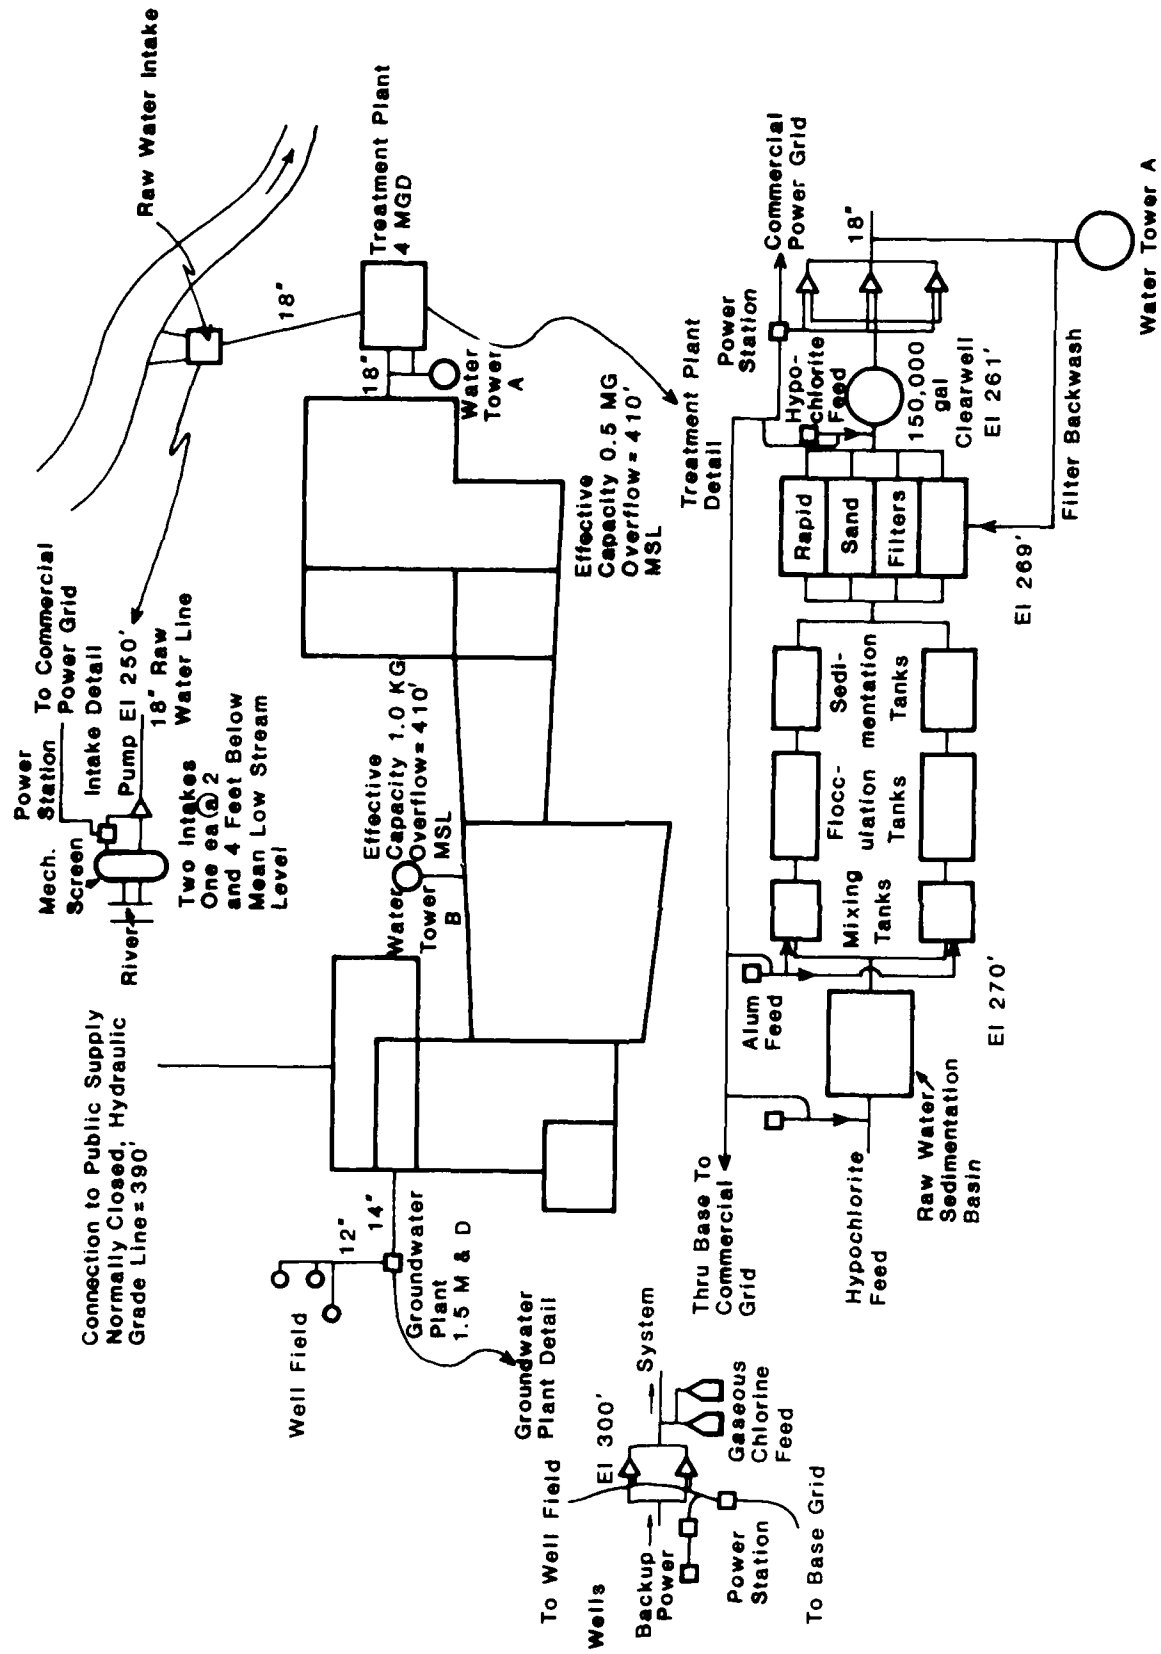 Raw Water Intake
18"
Treatment Plant
4 MGD
18"
Water
Tower
A
Effective
Capacity 0.5 MG
Overflow = 410'
MSL
Treatment Plant
Detail
Power
Station
To Commercial
Power Grid
Mech.
Screen
Intake Detail
Pump El 250'
18" Raw
Water Line
River
Two Intakes
One ea @ 2
and 4 Feet Below
Mean Low Stream
Level
Effective
Capacity 1.0 KG
Overflow = 410'
MSL
Water
Tower
B
Connection to Public Supply
Normally Closed, Hydraulic
Grade Line = 390'
12"
14"
Well Field
Groundwater
Plant
1.5 M & D
Groundwater
Plant Detail
To Well Field
El 300'
System
Wells
Backup
Power
Gaseous
Chlorine
Feed
Power
Station
To Base Grid
Thru Base To
Commercial
Grid
Hypochlorite
Feed
Raw Water
Sedimentation
Basin
Alum
Feed
El 270'
Mixing
Tanks
Flocc-
ulation
Tanks
Sedi-
mentation
Tanks
Rapid
Sand
Filters
El 269'
Filter Backwash
Hypo-
chlorite
Feed
150,000
gal
Clearwell
El 261'
Power
Station
Commercial
Power Grid
18"
Water Tower A